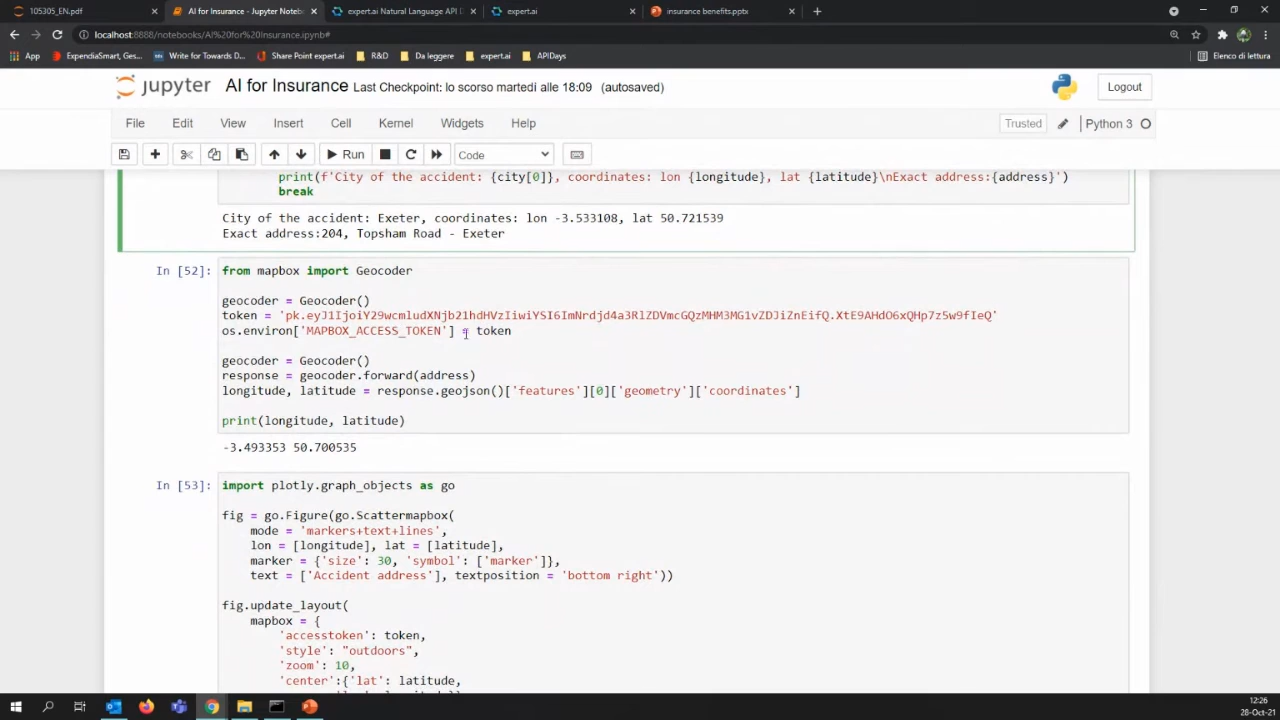 105305_EN.pdf
AI for Insurance - Jupyter Noteb
expert.ai Natural Language API D
expert.ai
insurance benefits.pptx
localhost:8888/notebooks/AI%20for%20Insurance.ipynb#
App
ExpendiaSmart, Gest...
Write for Towards D...
Share Point expert.ai
R&D
Da leggere
expert.ai
APIDays
Elenco di lettura
jupyter AI for Insurance Last Checkpoint: lo scorso martedì alle 18:09 (autosaved)
Logout
File Edit View Insert Cell Kernel Widgets Help
Trusted
Python 3
Run
Code
print(f'City of the accident: {city[0]}, coordinates: lon {longitude}, lat {latitude}\nExact address:{address}')
break
City of the accident: Exeter, coordinates: lon -3.533108, lat 50.721539
Exact address:204, Topsham Road - Exeter
In [52]:
from mapbox import Geocoder
geocoder = Geocoder()
token =
os.environ['MAPBOX_ACCESS_TOKEN'] = token
geocoder = Geocoder()
response = geocoder.forward(address)
longitude, latitude = response.geojson()['features'][0]['geometry']['coordinates']
print(longitude, latitude)
-3.493353 50.700535
In [53]:
import plotly.graph_objects as go
fig = go.Figure(go.Scattermapbox(
mode = 'markers+text+lines',
lon = [longitude], lat = [latitude],
marker = {'size': 30, 'symbol': ['marker']},
text = ['Accident address'], textposition = 'bottom right'))
fig.update_layout(
mapbox = {
'accesstoken': token,
'style': "outdoors",
'zoom': 10,
'center':{'lat': latitude,
12:26
28-Oct-21